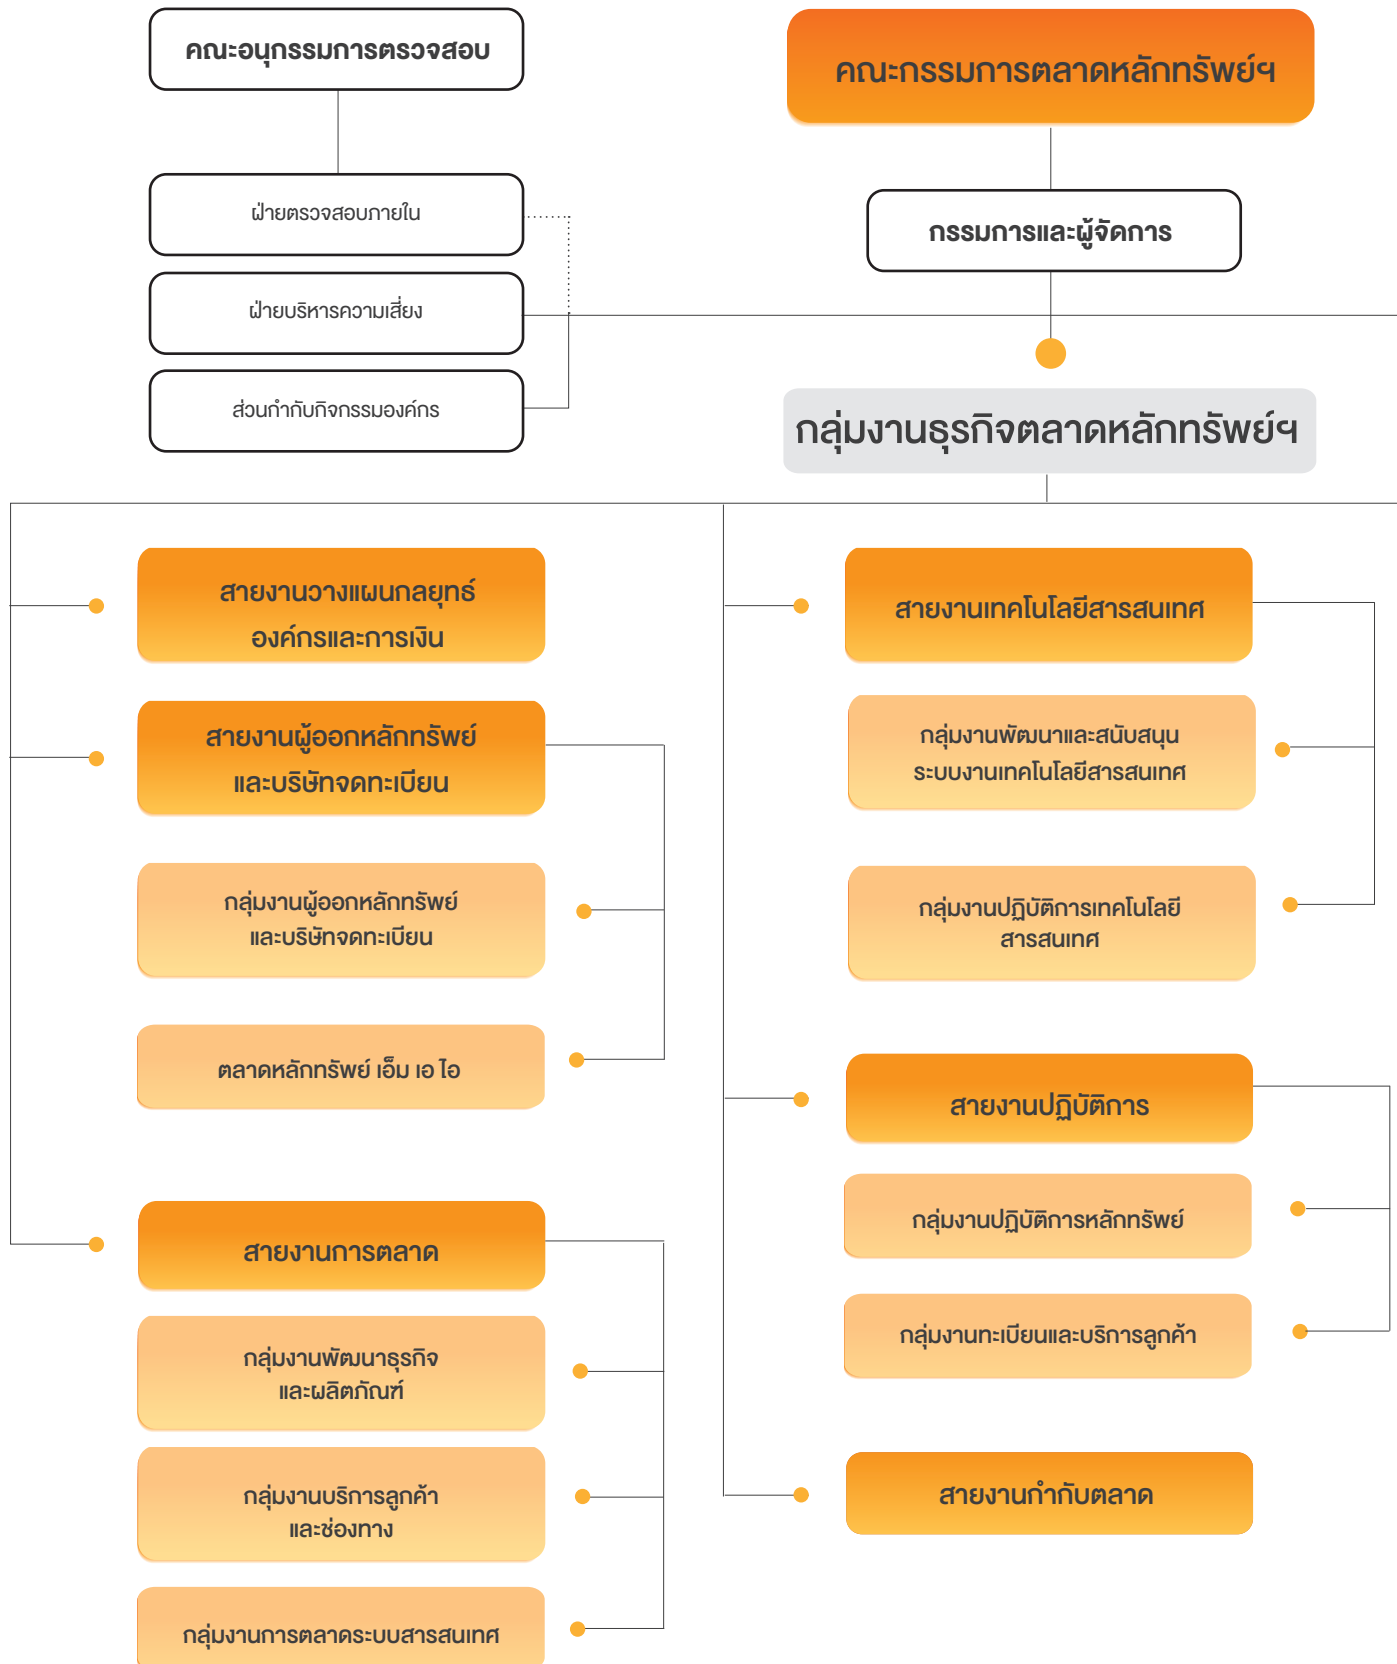 คณะอนุกรรมการตรวจสอบ
ฝ่ายตรวจสอบภายใน
ฝ่ายบริหารความเสี่ยง
ส่วนกำกับกิจกรรมองค์กร
คณะกรรมการตลาดหลักทรัพย์ฯ
กรรมการและผู้จัดการ
กลุ่มงานธุรกิจตลาดหลักทรัพย์ฯ
สายงานวางแผนกลยุทธ์
องค์กรและการเงิน
สายงานผู้ออกหลักทรัพย์
และบริษัทจดทะเบียน
กลุ่มงานผู้ออกหลักทรัพย์
และบริษัทจดทะเบียน
ตลาดหลักทรัพย์ เอ็ม เอ ไอ
สายงานการตลาด
กลุ่มงานพัฒนาธุรกิจ
และผลิตภัณฑ์
กลุ่มงานบริการลูกค้า
และช่องทาง
กลุ่มงานการตลาดระบบสารสนเทศ
สายงานเทคโนโลยีสารสนเทศ
กลุ่มงานพัฒนาและสนับสนุน
ระบบงานเทคโนโลยีสารสนเทศ
กลุ่มงานปฏิบัติการเทคโนโลยี
สารสนเทศ
สายงานปฏิบัติการ
กลุ่มงานปฏิบัติการหลักทรัพย์
กลุ่มงานทะเบียนและบริการลูกค้า
สายงานกำกับตลาด